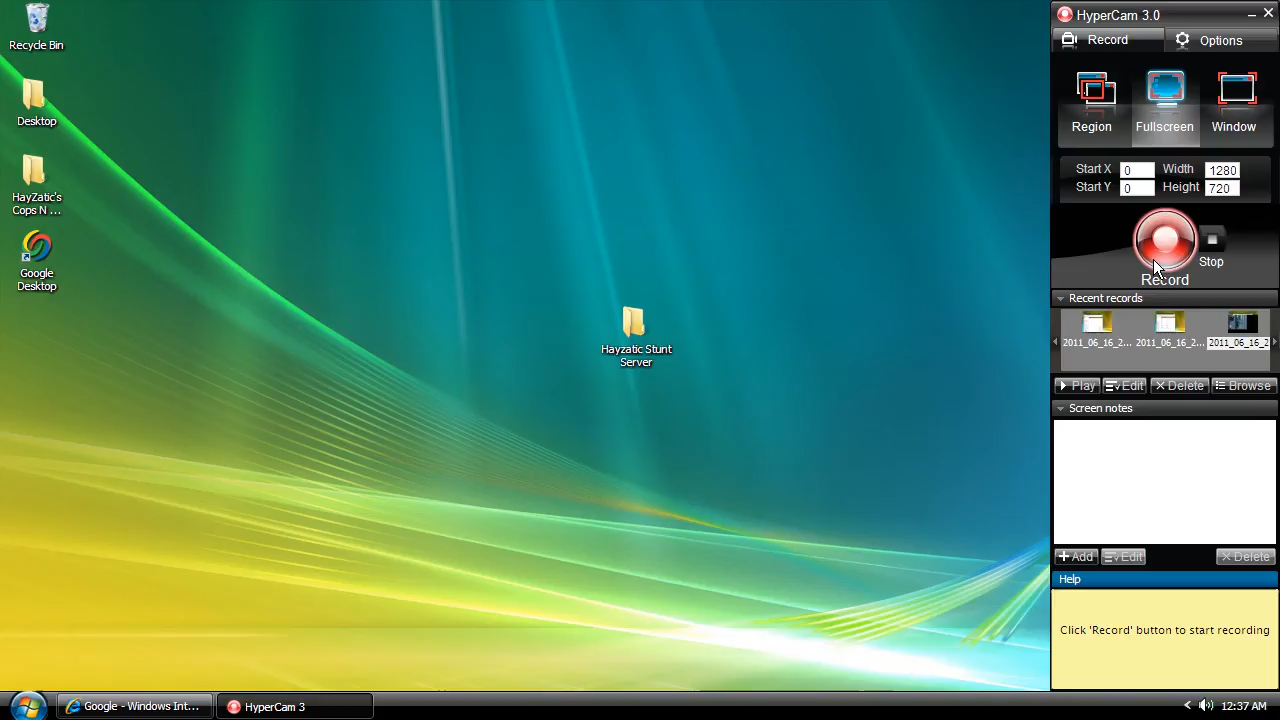 Recycle Bin
Desktop
HayZatic's
Cops N ...
Google
Desktop
Hayzatic Stunt
Server
HyperCam 3.0
Record
Options
Region
Fullscreen
Window
Start X 0 Width 1280
Start Y 0 Height 720
Stop
Record
Recent records
2011_06_16_2... 2011_06_16_2... 2011_06_16_2
Play Edit Delete Browse
Screen notes
Add Edit Delete
Help
Click 'Record' button to start recording
Google - Windows Int...
HyperCam 3
12:37 AM